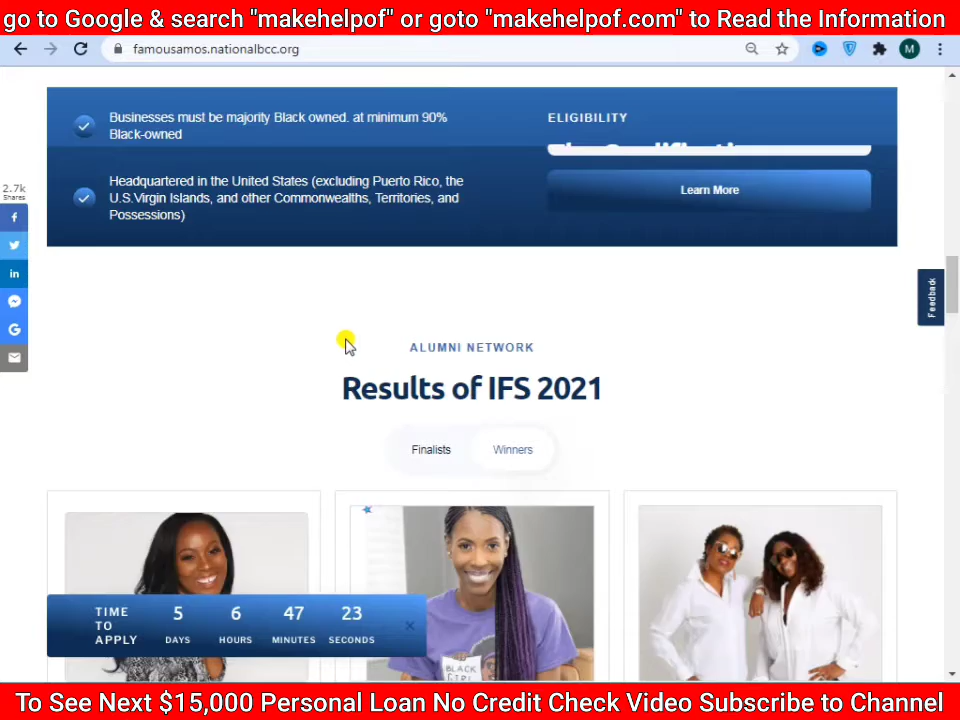 go to Google & search "makehelpof" or goto "makehelpof.com" to Read the Information
famousamos.nationalbcc.org
M
Businesses must be majority Black owned. at minimum 90%
Black-owned
ELIGIBILITY
Headquartered in the United States (excluding Puerto Rico, the
U.S.Virgin Islands, and other Commonwealths, Territories, and
Possessions)
Learn More
2.7k
Shares
f
in
G
Feedback
ALUMNI NETWORK
Results of IFS 2021
Finalists
Winners
TIME
TO
APPLY
5
DAYS
6
HOURS
47
MINUTES
23
SECONDS
BLACK
GIRL
To See Next $15,000 Personal Loan No Credit Check Video Subscribe to Channel